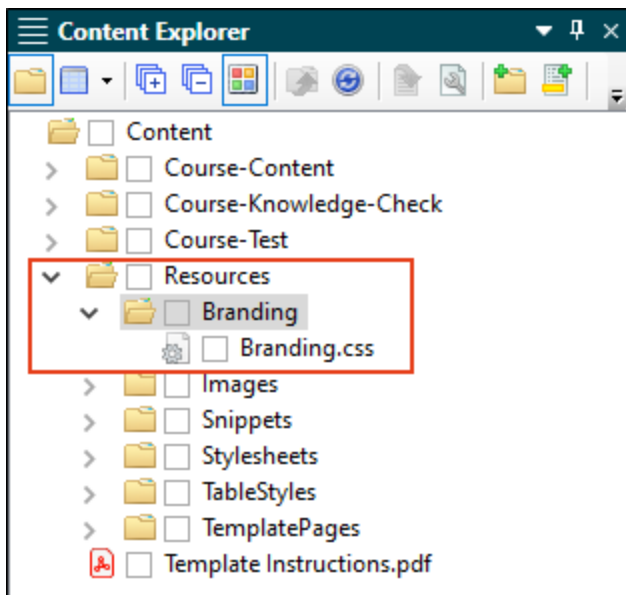 Content Explorer
Content
Course-Content
Course-Knowledge-Check
Course-Test
Resources
Branding
Branding.css
Images
Snippets
Stylesheets
TableStyles
TemplatePages
Template Instructions.pdf